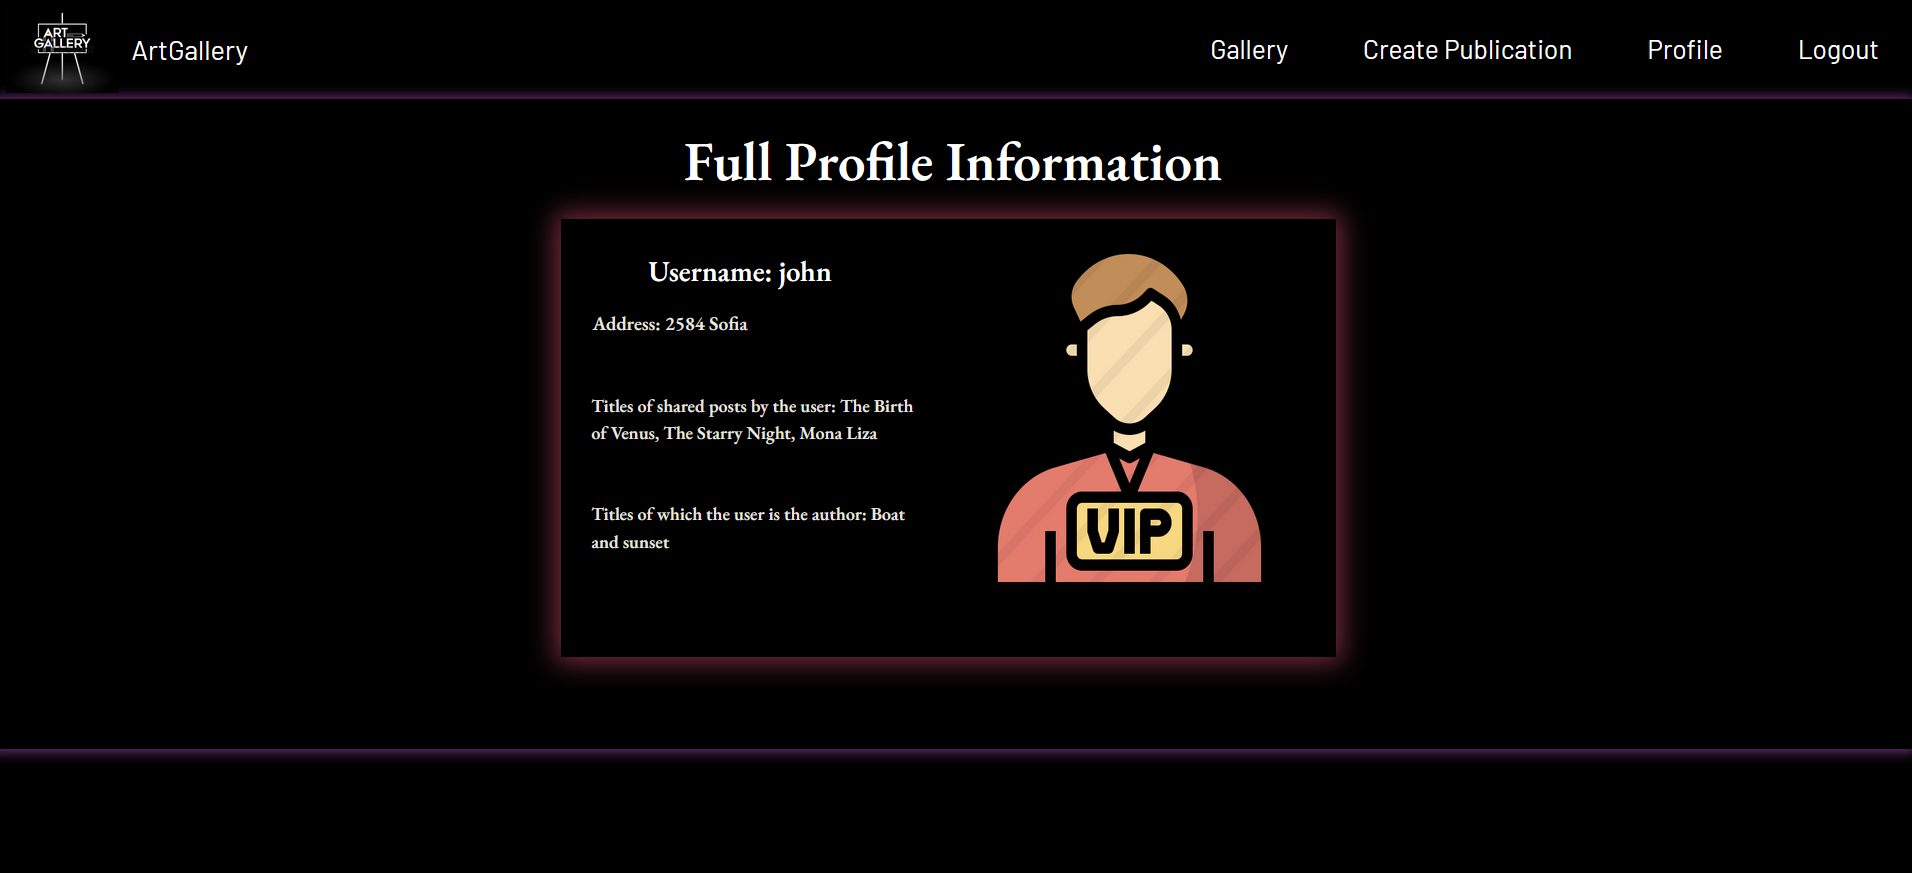 ART
GALLERY
ArtGallery
Gallery
Create Publication
Profile
Logout
Full Profile Information
Username: john
Address: 2584 Sofia
Titles of shared posts by the user: The Birth
of Venus, The Starry Night, Mona Liza
Titles of which the user is the author: Boat
and sunset
VIP